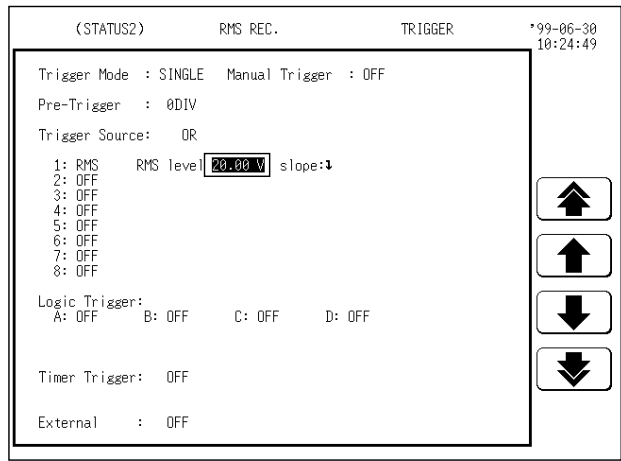 (STATUS2) RMS REC. TRIGGER '99-06-30
10:24:49
Trigger Mode : SINGLE Manual Trigger : OFF
Pre-Trigger : 0DIV
Trigger Source: OR
1: RMS RMS level 20.00 V slope:↴
2: OFF
3: OFF
4: OFF
5: OFF
6: OFF
7: OFF
8: OFF
Logic Trigger:
A: OFF B: OFF C: OFF D: OFF
Timer Trigger: OFF
External : OFF